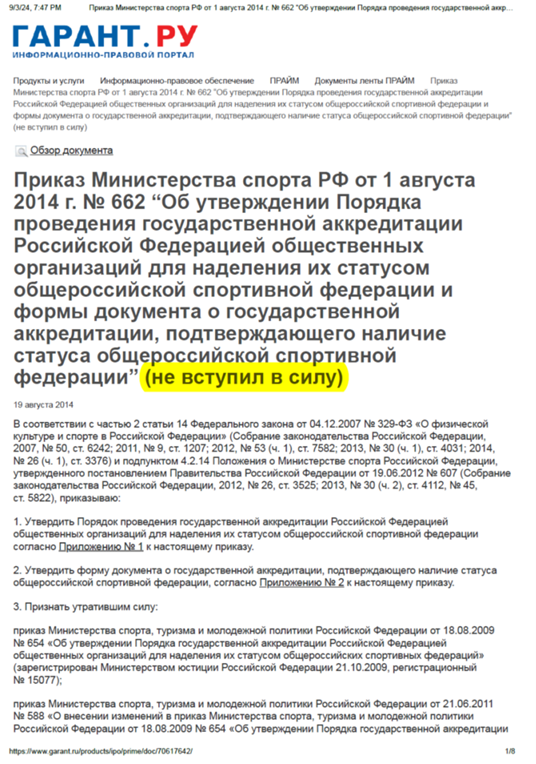 9/3/24, 7:47 PM Приказ Министерства спорта РФ от 1 августа 2014 г. № 662 "Об утверждении Порядка проведения государственной аккр…
ГАРАНТ.РУ
ИНФОРМАЦИОННО-ПРАВОВОЙ ПОРТАЛ
Продукты и услуги Информационно-правовое обеспечение ПРАЙМ Документы ленты ПРАЙМ Приказ
Министерства спорта РФ от 1 августа 2014 г. № 662 "Об утверждении Порядка проведения государственной аккредитации
Российской Федерацией общественных организаций для наделения их статусом общероссийской спортивной федерации и
формы документа о государственной аккредитации, подтверждающего наличие статуса общероссийской спортивной федерации"
(не вступил в силу)
Обзор документа
Приказ Министерства спорта РФ от 1 августа
2014 г. № 662 “Об утверждении Порядка
проведения государственной аккредитации
Российской Федерацией общественных
организаций для наделения их статусом
общероссийской спортивной федерации и
формы документа о государственной
аккредитации, подтверждающего наличие
статуса общероссийской спортивной
федерации” (не вступил в силу)
19 августа 2014
В соответствии с частью 2 статьи 14 Федерального закона от 04.12.2007 № 329-ФЗ «О физической
культуре и спорте в Российской Федерации» (Собрание законодательства Российской Федерации,
2007, № 50, ст. 6242; 2011, № 9, ст. 1207; 2012, № 53 (ч. 1), ст. 7582; 2013, № 30 (ч. 1), ст. 4031; 2014,
№ 26 (ч. 1), ст. 3376) и подпунктом 4.2.14 Положения о Министерстве спорта Российской Федерации,
утвержденного постановлением Правительства Российской Федерации от 19.06.2012 № 607 (Собрание
законодательства Российской Федерации, 2012, № 26, ст. 3525; 2013, № 30 (ч. 2), ст. 4112, № 45,
ст. 5822), приказываю:
1. Утвердить Порядок проведения государственной аккредитации Российской Федерацией
общественных организаций для наделения их статусом общероссийской спортивной федерации
согласно Приложению № 1 к настоящему приказу.
2. Утвердить форму документа о государственной аккредитации, подтверждающего наличие статуса
общероссийской спортивной федерации, согласно Приложению № 2 к настоящему приказу.
3. Признать утратившим силу:
приказ Министерства спорта, туризма и молодежной политики Российской Федерации от 18.08.2009
№ 654 «Об утверждении Порядка государственной аккредитации Российской Федерацией
общественных организаций для наделения их статусом общероссийских спортивных федераций»
(зарегистрирован Министерством юстиции Российской Федерации 21.10.2009, регистрационный
№ 15077);
приказ Министерства спорта, туризма и молодежной политики Российской Федерации от 21.06.2011
№ 588 «О внесении изменений в приказ Министерства спорта, туризма и молодежной политики
Российской Федерации от 18.08.2009 № 654 «Об утверждении Порядка государственной аккредитации
https://www.garant.ru/products/ipo/prime/doc/70617642/ 1/8